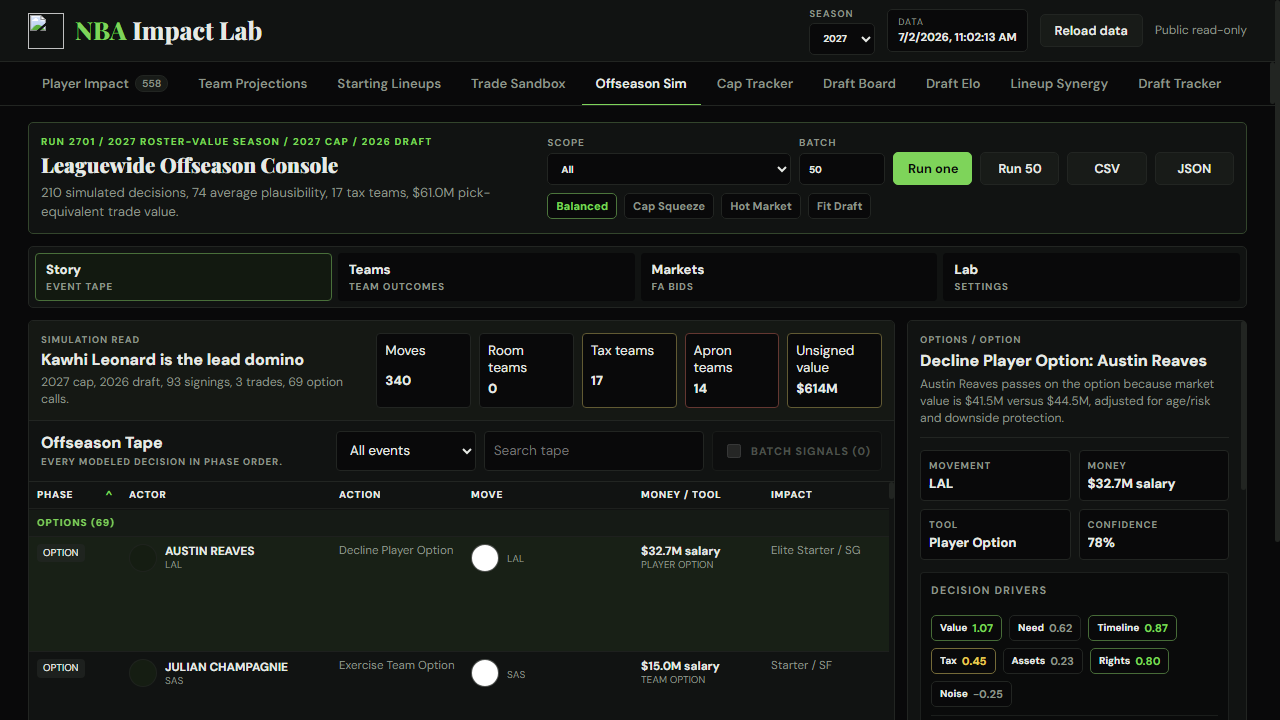 NBA Impact Lab
SEASON
2027
DATA
7/2/2026, 11:02:13 AM
Reload data
Public read-only
Player Impact 558
Team Projections
Starting Lineups
Trade Sandbox
Offseason Sim
Cap Tracker
Draft Board
Draft Elo
Lineup Synergy
Draft Tracker
RUN 2701 / 2027 ROSTER-VALUE SEASON / 2027 CAP / 2026 DRAFT
Leaguewide Offseason Console
210 simulated decisions, 74 average plausibility, 17 tax teams, $61.0M pick-
equivalent trade value.
SCOPE
All
BATCH
50
Run one
Run 50
CSV
JSON
Balanced
Cap Squeeze
Hot Market
Fit Draft
Story
EVENT TAPE
Teams
TEAM OUTCOMES
Markets
FA BIDS
Lab
SETTINGS
SIMULATION READ
Kawhi Leonard is the lead domino
2027 cap, 2026 draft, 93 signings, 3 trades, 69 option
calls.
Moves
340
Room
teams
0
Tax teams
17
Apron
teams
14
Unsigned
value
$614M
Offseason Tape
EVERY MODELED DECISION IN PHASE ORDER.
All events
Search tape
BATCH SIGNALS (0)
PHASE ^ ACTOR ACTION MOVE MONEY / TOOL IMPACT
OPTIONS (69)
OPTION
AUSTIN REAVES
LAL
Decline Player Option
LAL
$32.7M salary
PLAYER OPTION
Elite Starter / SG
OPTION
JULIAN CHAMPAGNIE
SAS
Exercise Team Option
SAS
$15.0M salary
TEAM OPTION
Starter / SF
OPTIONS / OPTION
Decline Player Option: Austin Reaves
Austin Reaves passes on the option because market
value is $41.5M versus $44.5M, adjusted for age/risk
and downside protection.
MOVEMENT
LAL
MONEY
$32.7M salary
TOOL
Player Option
CONFIDENCE
78%
DECISION DRIVERS
Value 1.07
Need 0.62
Timeline 0.87
Tax 0.45
Assets 0.23
Rights 0.80
Noise -0.25